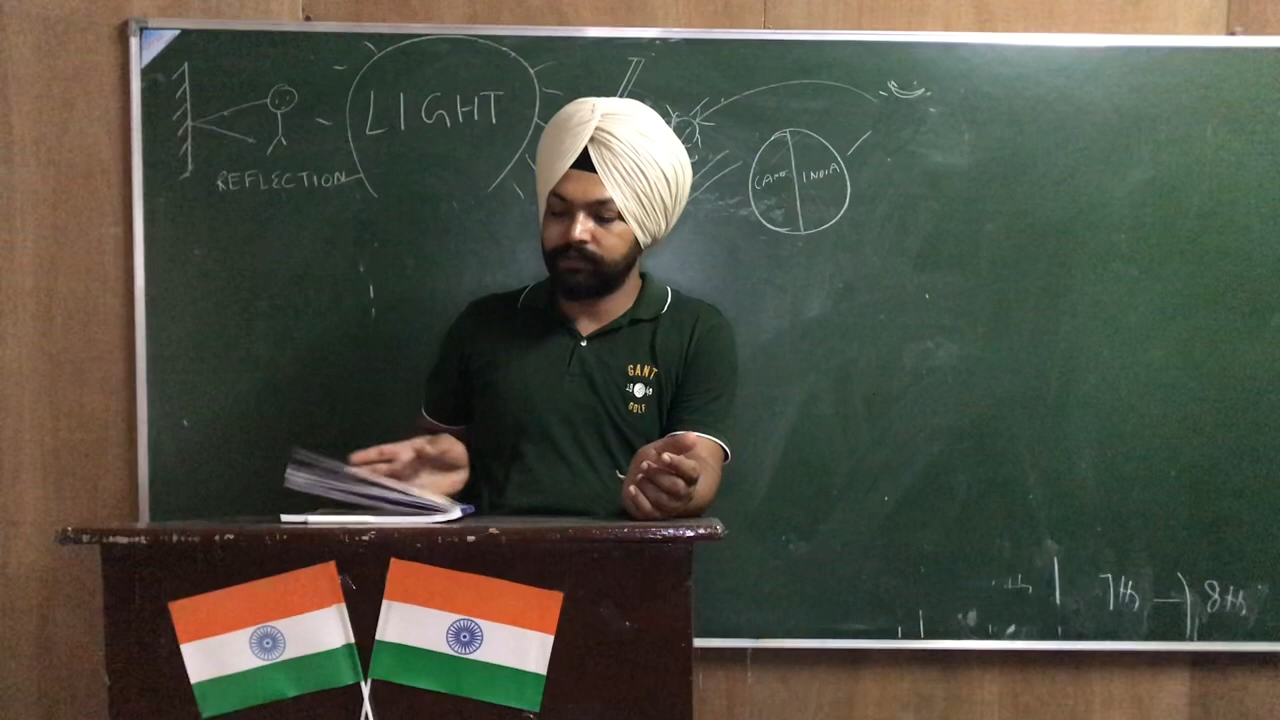 LIGHT
REFLECTION
INDIA
GANT
GOLF
7th - 8th